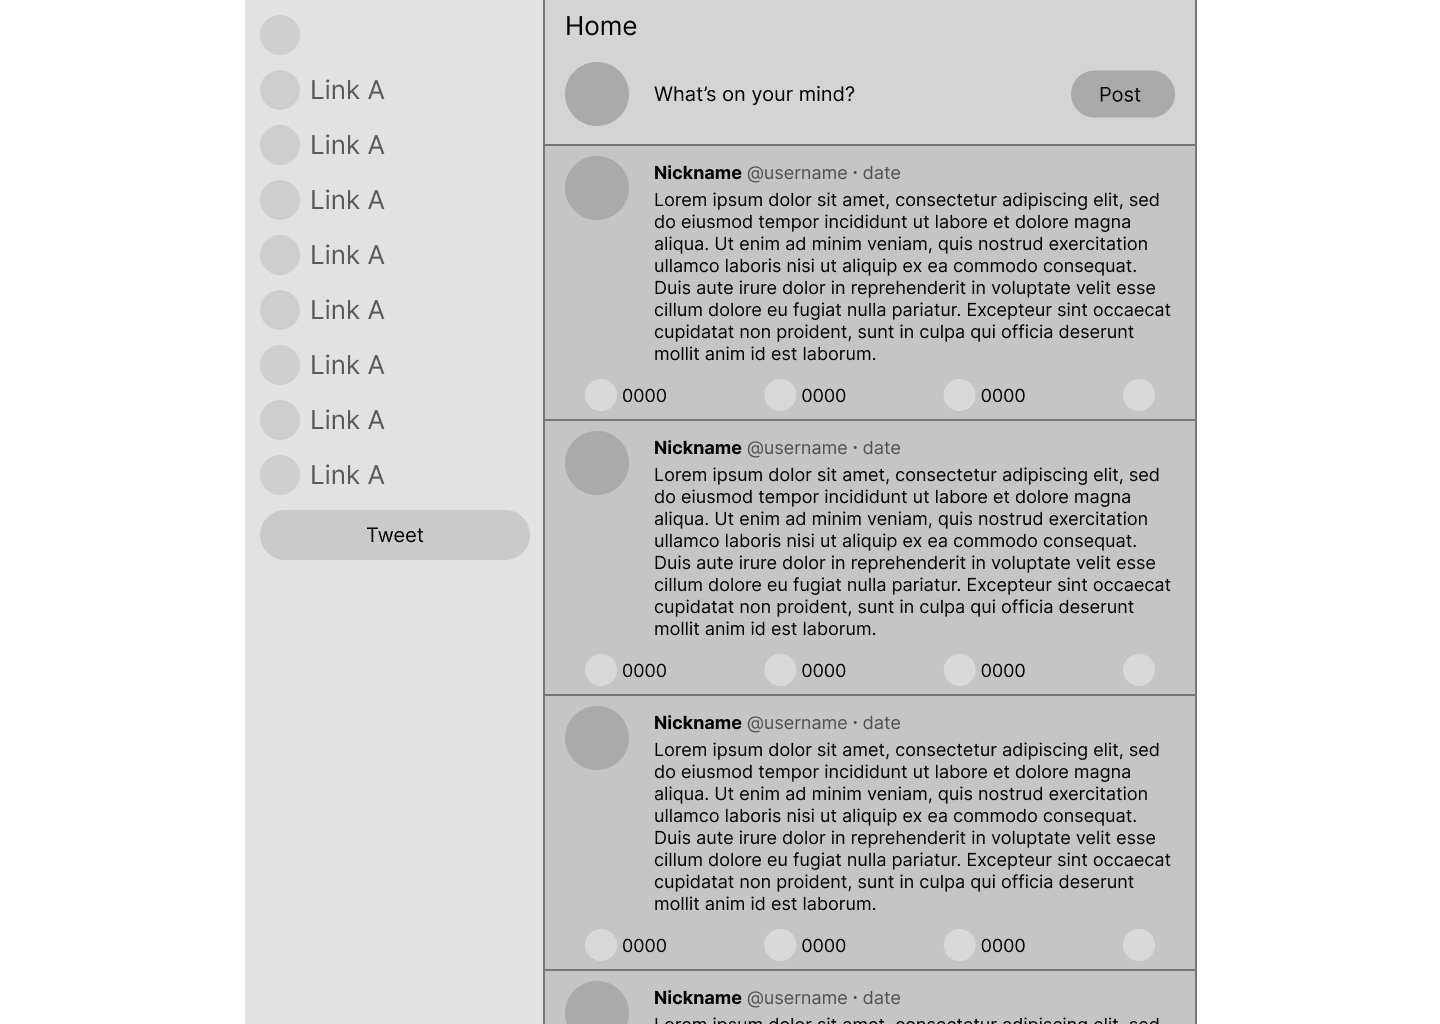 Link A
Link A
Link A
Link A
Link A
Link A
Link A
Link A
Tweet
Home
What’s on your mind?
Post
Nickname @username · date
Lorem ipsum dolor sit amet, consectetur adipiscing elit, sed
do eiusmod tempor incididunt ut labore et dolore magna
aliqua. Ut enim ad minim veniam, quis nostrud exercitation
ullamco laboris nisi ut aliquip ex ea commodo consequat.
Duis aute irure dolor in reprehenderit in voluptate velit esse
cillum dolore eu fugiat nulla pariatur. Excepteur sint occaecat
cupidatat non proident, sunt in culpa qui officia deserunt
mollit anim id est laborum.
0000 0000 0000
Nickname @username · date
Lorem ipsum dolor sit amet, consectetur adipiscing elit, sed
do eiusmod tempor incididunt ut labore et dolore magna
aliqua. Ut enim ad minim veniam, quis nostrud exercitation
ullamco laboris nisi ut aliquip ex ea commodo consequat.
Duis aute irure dolor in reprehenderit in voluptate velit esse
cillum dolore eu fugiat nulla pariatur. Excepteur sint occaecat
cupidatat non proident, sunt in culpa qui officia deserunt
mollit anim id est laborum.
0000 0000 0000
Nickname @username · date
Lorem ipsum dolor sit amet, consectetur adipiscing elit, sed
do eiusmod tempor incididunt ut labore et dolore magna
aliqua. Ut enim ad minim veniam, quis nostrud exercitation
ullamco laboris nisi ut aliquip ex ea commodo consequat.
Duis aute irure dolor in reprehenderit in voluptate velit esse
cillum dolore eu fugiat nulla pariatur. Excepteur sint occaecat
cupidatat non proident, sunt in culpa qui officia deserunt
mollit anim id est laborum.
0000 0000 0000
Nickname @username · date
Lorem ipsum dolor sit amet, consectetur adipiscing elit, sed